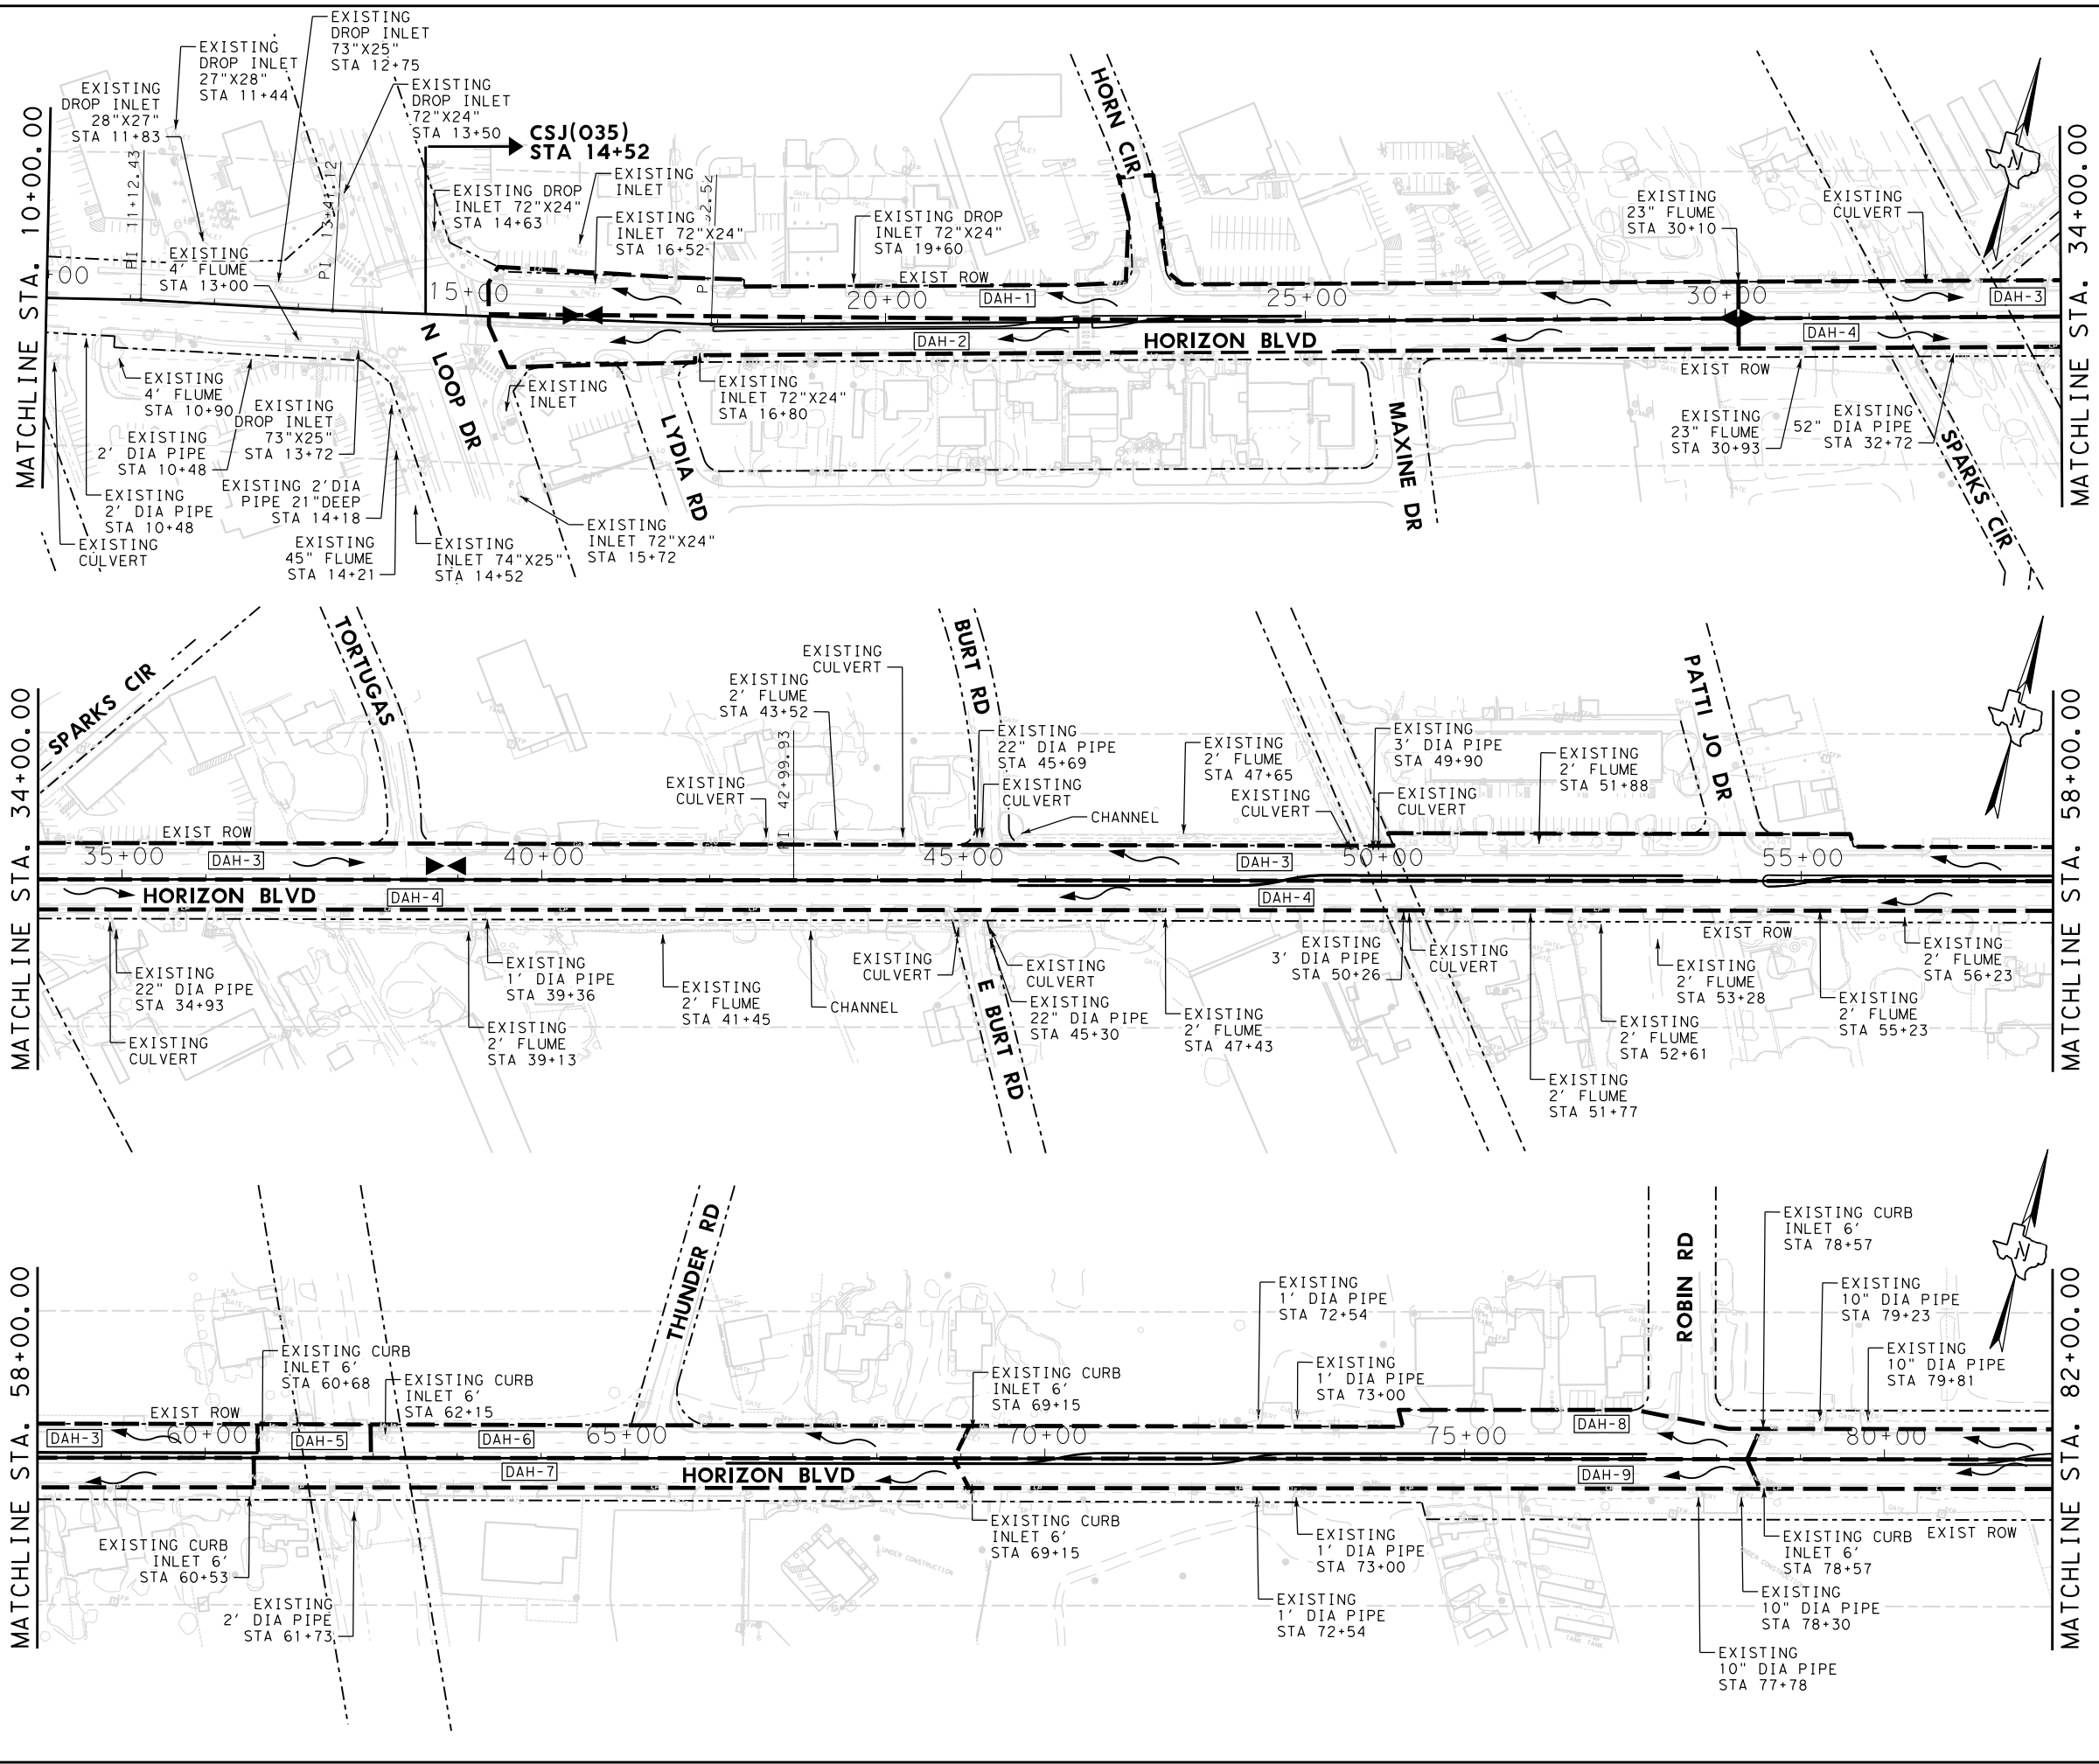 MATCHLINE STA. 10+00.00
EXISTING
DROP INLET
73"X25"
STA 12+75
EXISTING
DROP INLET
27"X28"
STA 11+44
EXISTING
DROP INLET
28"X27"
STA 11+83
EXISTING
DROP INLET
72"X24"
STA 13+50
CSJ(035)
STA 14+52
PI 11+12.43
PI 13+41.12
EXISTING DROP
INLET 72"X24"
STA 14+63
EXISTING
INLET
EXISTING
INLET 72"X24"
STA 16+52
EXISTING DROP
INLET 72"X24"
STA 19+60
HORN CIR
EXISTING
23" FLUME
STA 30+10
EXISTING
CULVERT
MATCHLINE STA. 34+00.00
EXISTING
4' FLUME
STA 13+00
15+00
20+00
25+00
30+00
EXIST ROW
DAH-1
DAH-3
DAH-2
HORIZON BLVD
DAH-4
EXIST ROW
N LOOP DR
LYDIA RD
MAXINE DR
SPARKS CIR
EXISTING
4' FLUME
STA 10+90
EXISTING
DROP INLET
73"X25"
STA 13+72
EXISTING
2' DIA PIPE
STA 10+48
EXISTING
2' DIA PIPE
STA 10+48
EXISTING
CULVERT
EXISTING 2'DIA
PIPE 21"DEEP
STA 14+18
EXISTING
45" FLUME
STA 14+21
EXISTING
INLET 74"X25"
STA 14+52
EXISTING
INLET
EXISTING
INLET 72"X24"
STA 15+72
EXISTING
INLET 72"X24"
STA 16+80
EXISTING
23" FLUME
STA 30+93
EXISTING
52" DIA PIPE
STA 32+72
MATCHLINE STA. 34+00.00
SPARKS CIR
TORTUGAS
EXISTING
CULVERT
EXISTING
2' FLUME
STA 43+52
EXISTING
CULVERT
PI 42+99.93
BURT RD
EXISTING
22" DIA PIPE
STA 45+69
EXISTING
CULVERT
CHANNEL
EXISTING
2' FLUME
STA 47+65
EXISTING
CULVERT
EXISTING
3' DIA PIPE
STA 49+90
EXISTING
CULVERT
EXISTING
2' FLUME
STA 51+88
PATTI JO DR
MATCHLINE STA. 58+00.00
EXIST ROW
35+00
40+00
45+00
50+00
55+00
DAH-3
DAH-3
HORIZON BLVD
DAH-4
DAH-4
EXIST ROW
EXISTING
22" DIA PIPE
STA 34+93
EXISTING
CULVERT
EXISTING
1' DIA PIPE
STA 39+36
EXISTING
2' FLUME
STA 39+13
EXISTING
2' FLUME
STA 41+45
CHANNEL
EXISTING
CULVERT
E BURT RD
EXISTING
CULVERT
EXISTING
22" DIA PIPE
STA 45+30
EXISTING
2' FLUME
STA 47+43
EXISTING
3' DIA PIPE
STA 50+26
EXISTING
CULVERT
EXISTING
2' FLUME
STA 51+77
EXISTING
2' FLUME
STA 52+61
EXISTING
2' FLUME
STA 53+28
EXISTING
2' FLUME
STA 55+23
EXISTING
2' FLUME
STA 56+23
MATCHLINE STA. 58+00.00
EXISTING CURB
INLET 6'
STA 60+68
EXISTING CURB
INLET 6'
STA 62+15
THUNDER RD
EXISTING CURB
INLET 6'
STA 69+15
EXISTING
1' DIA PIPE
STA 72+54
EXISTING
1' DIA PIPE
STA 73+00
ROBIN RD
EXISTING CURB
INLET 6'
STA 78+57
EXISTING
10" DIA PIPE
STA 79+23
EXISTING
10" DIA PIPE
STA 79+81
MATCHLINE STA. 82+00.00
EXIST ROW
60+00
65+00
70+00
75+00
80+00
DAH-3
DAH-5
DAH-6
DAH-8
DAH-7
HORIZON BLVD
DAH-9
EXIST ROW
EXISTING CURB
INLET 6'
STA 60+53
EXISTING
2' DIA PIPE
STA 61+73
UNDER CONSTRUCTION
EXISTING CURB
INLET 6'
STA 69+15
EXISTING
1' DIA PIPE
STA 73+00
EXISTING
1' DIA PIPE
STA 72+54
EXISTING CURB
INLET 6'
STA 78+57
EXISTING
10" DIA PIPE
STA 78+30
EXISTING
10" DIA PIPE
STA 77+78